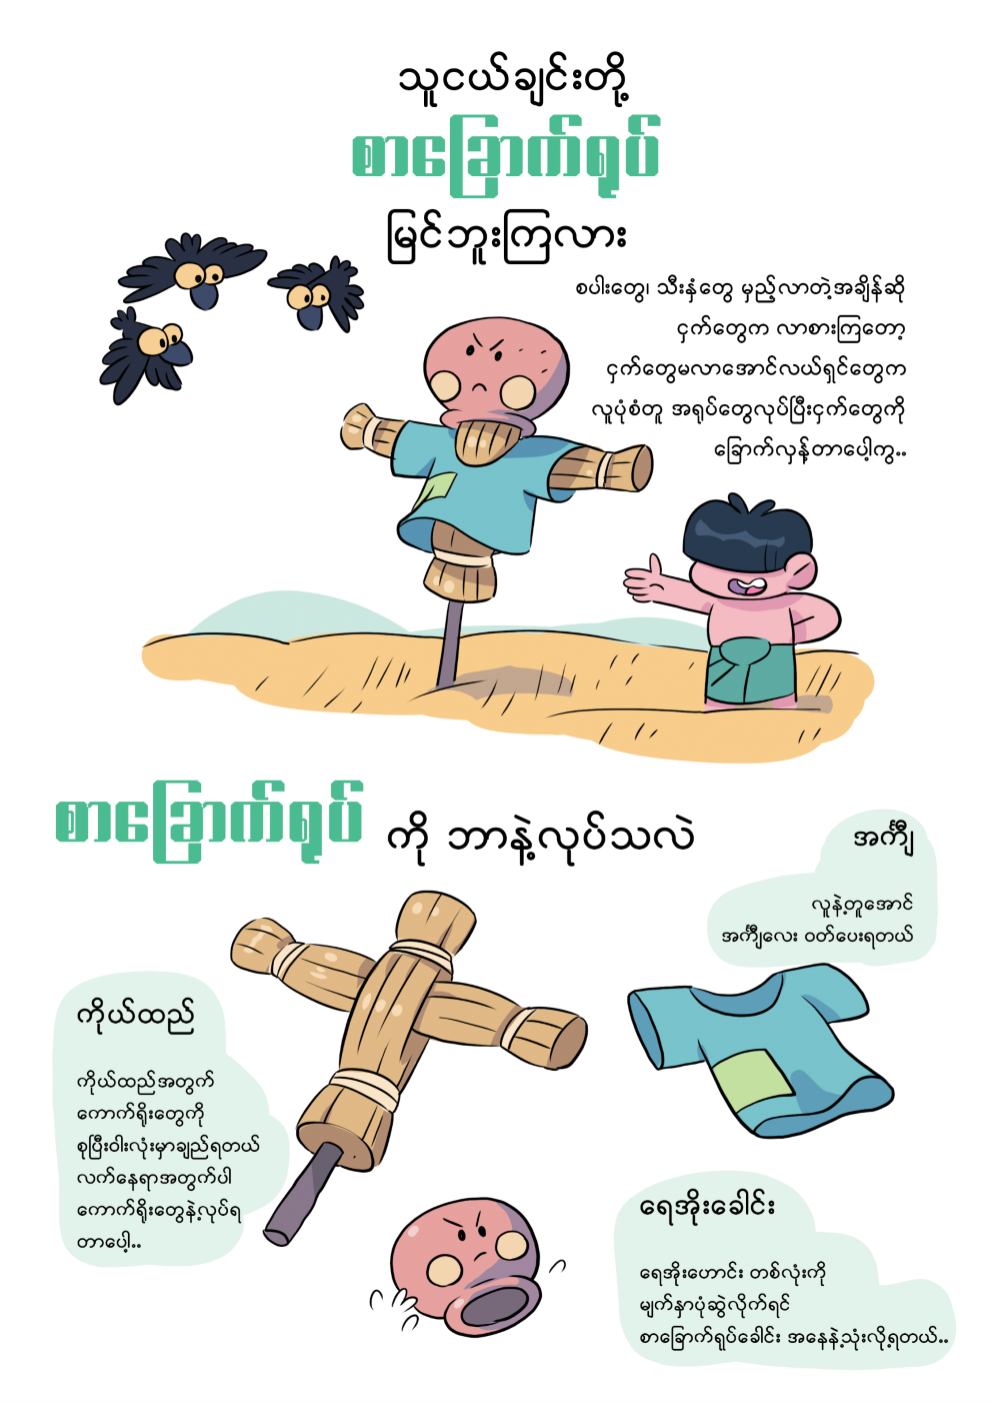 သူငယ်ချင်းတို့
စာခြောက်ရုပ်
မြင်ဘူးကြလား
စပါးတွေ၊ သီးနှံတွေ မှည့်လာတဲ့အချိန်ဆို
ငှက်တွေက လာစားကြတော့
ငှက်တွေမလာအောင်လယ်ရှင်တွေက
လူပုံစံတူ အရုပ်တွေလုပ်ပြီးငှက်တွေကို
ခြောက်လှန့်တာပေါ့ကွ..
စာခြောက်ရုပ် ကို ဘာနဲ့လုပ်သလဲ
အင်္ကျီ
လူနဲ့တူအောင်
အင်္ကျီလေး ဝတ်ပေးရတယ်
ကိုယ်ထည်
ကိုယ်ထည်အတွက်
ကောက်ရိုးတွေကို
စုပြီးဝါးလုံးမှာချည်ရတယ်
လက်နေရာအတွက်ပါ
ကောက်ရိုးတွေနဲ့လုပ်ရ
တာပေါ့..
ရေအိုးခေါင်း
ရေအိုးဟောင်း တစ်လုံးကို
မျက်နှာပုံဆွဲလိုက်ရင်
စာခြောက်ရုပ်ခေါင်း အနေနဲ့သုံးလို့ရတယ်..